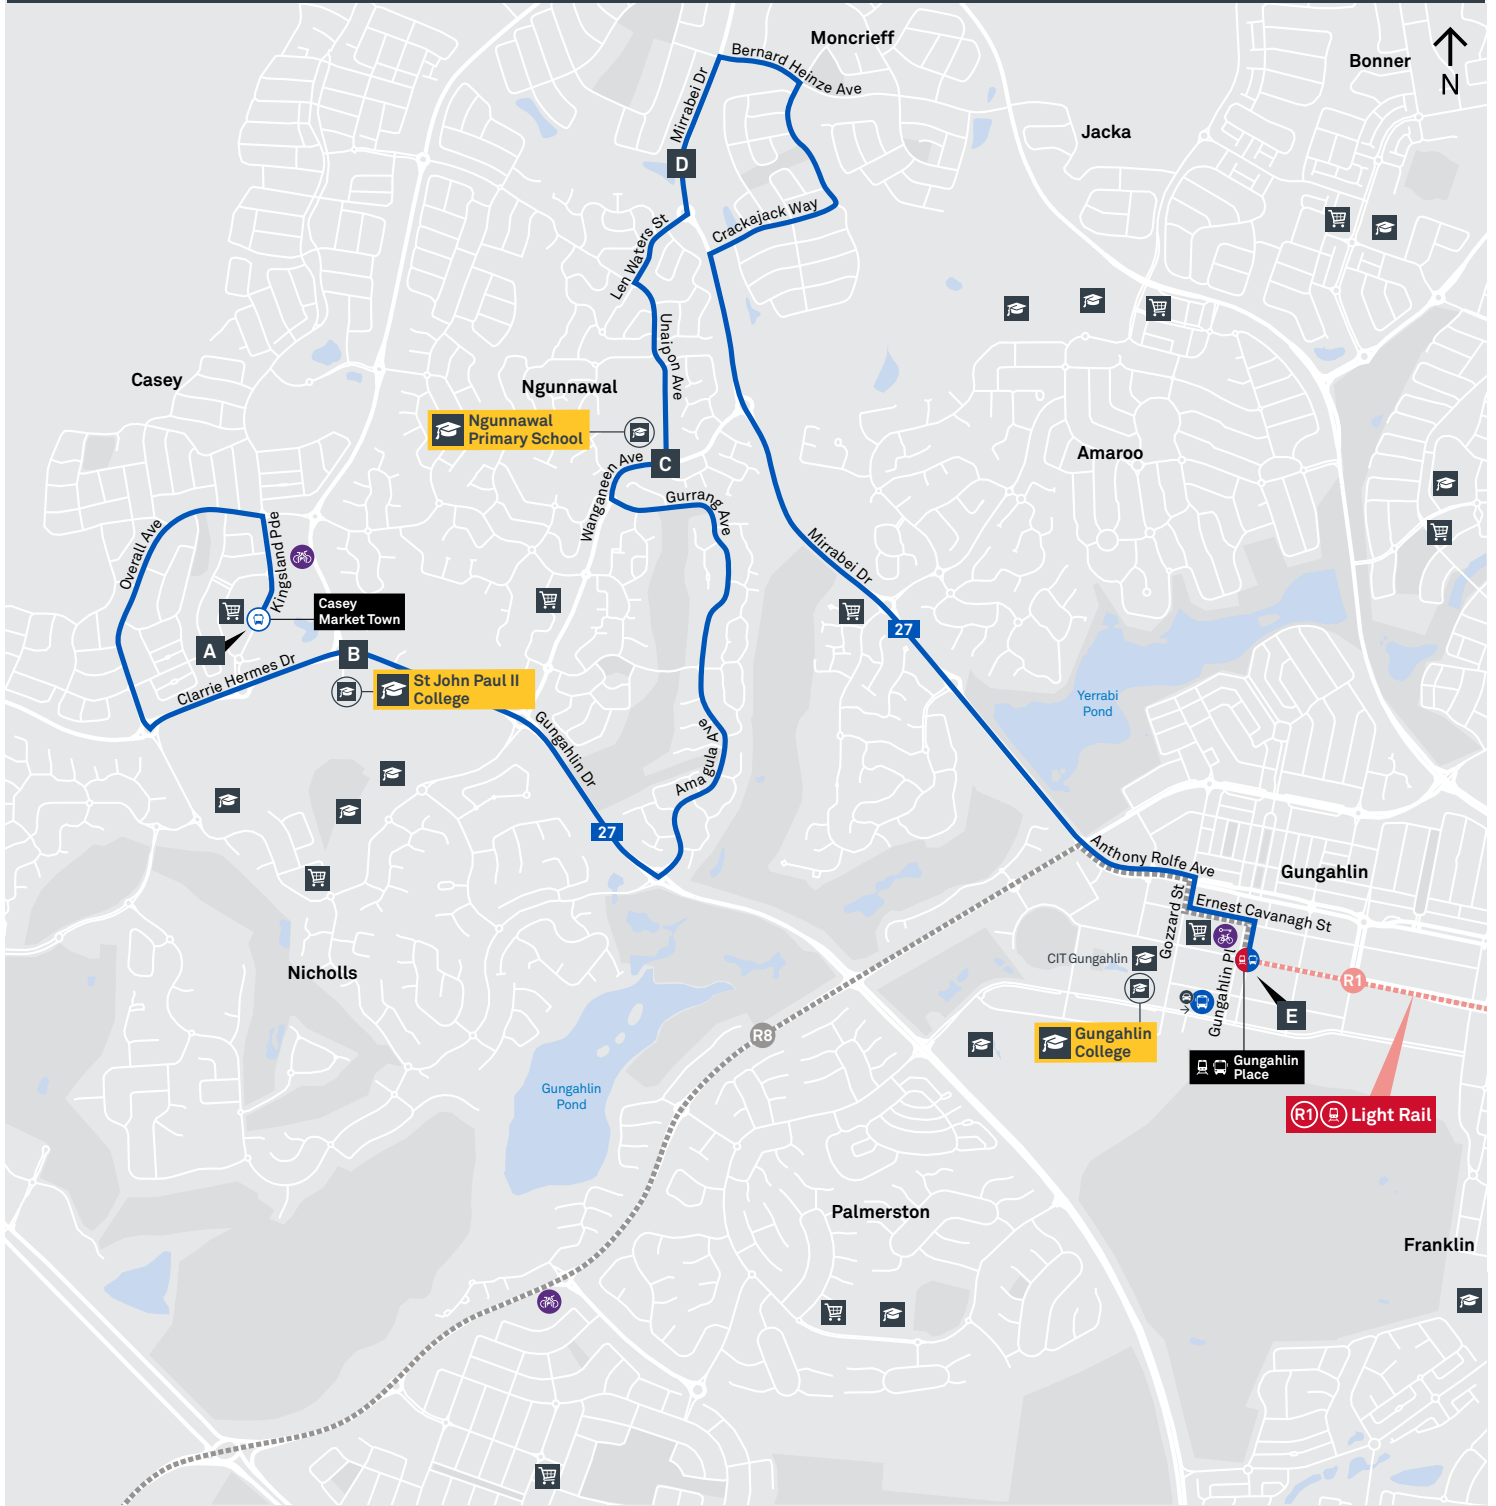 Moncrieff
Bonner
N
Bernard Heinze Ave
Mirrabei Dr
Jacka
D
Crackajack Way
Len Waters St
Unaipon Ave
Casey
Ngunnawal
Ngunnawal
Primary School
Amaroo
C
Wanganeen Ave
Gurrang Ave
Overall Ave
Kingsland Pde
Mirrabei Dr
Casey
Market Town
27
A
B
Clarrie Hermes Dr
St John Paul II
College
Yerrabi
Pond
Gungahlin Dr
Amagula Ave
27
Anthony Rolfe Ave
Gungahlin
Gozzard St
Ernest Cavanagh St
CIT Gungahlin
Nicholls
R1
Gungahlin Pl
E
R8
Gungahlin
College
Gungahlin
Place
Gungahlin
Pond
R1 Light Rail
Palmerston
Franklin